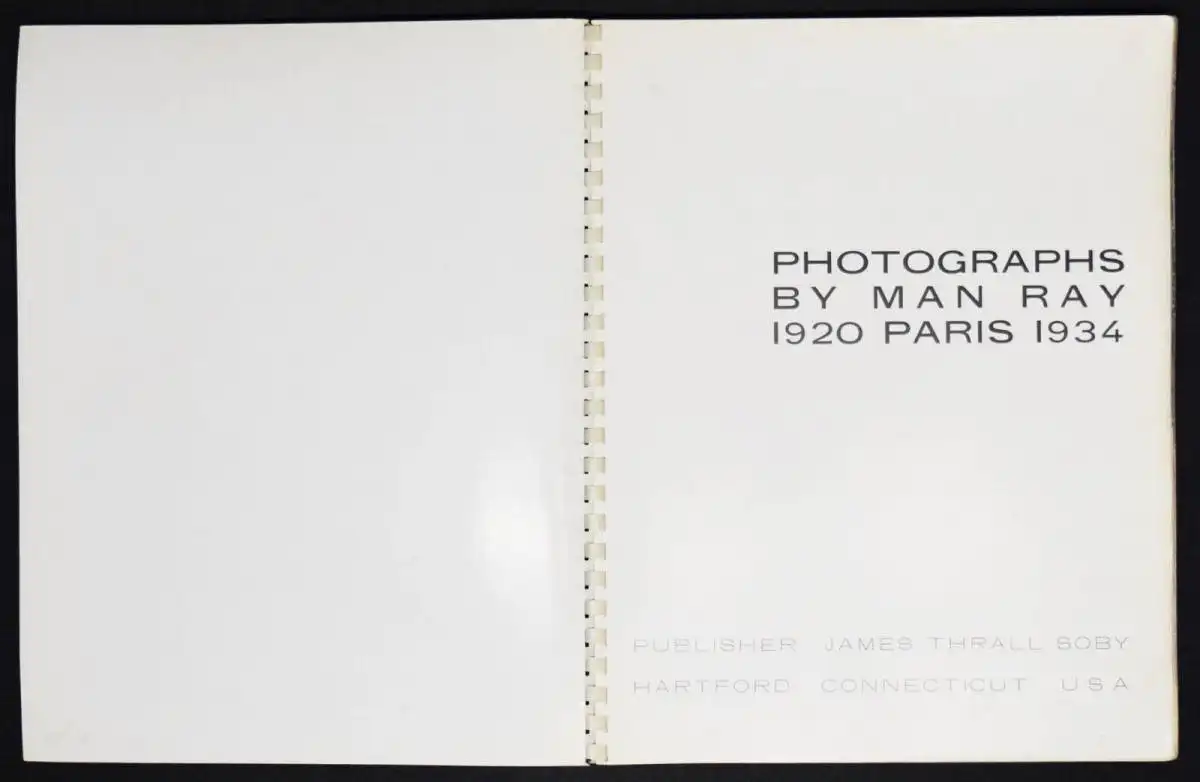 PHOTOGRAPHS
BY MAN RAY
1920 PARIS 1934
PUBLISHER JAMES THRALL SOBY
HARTFORD CONNECTICUT USA